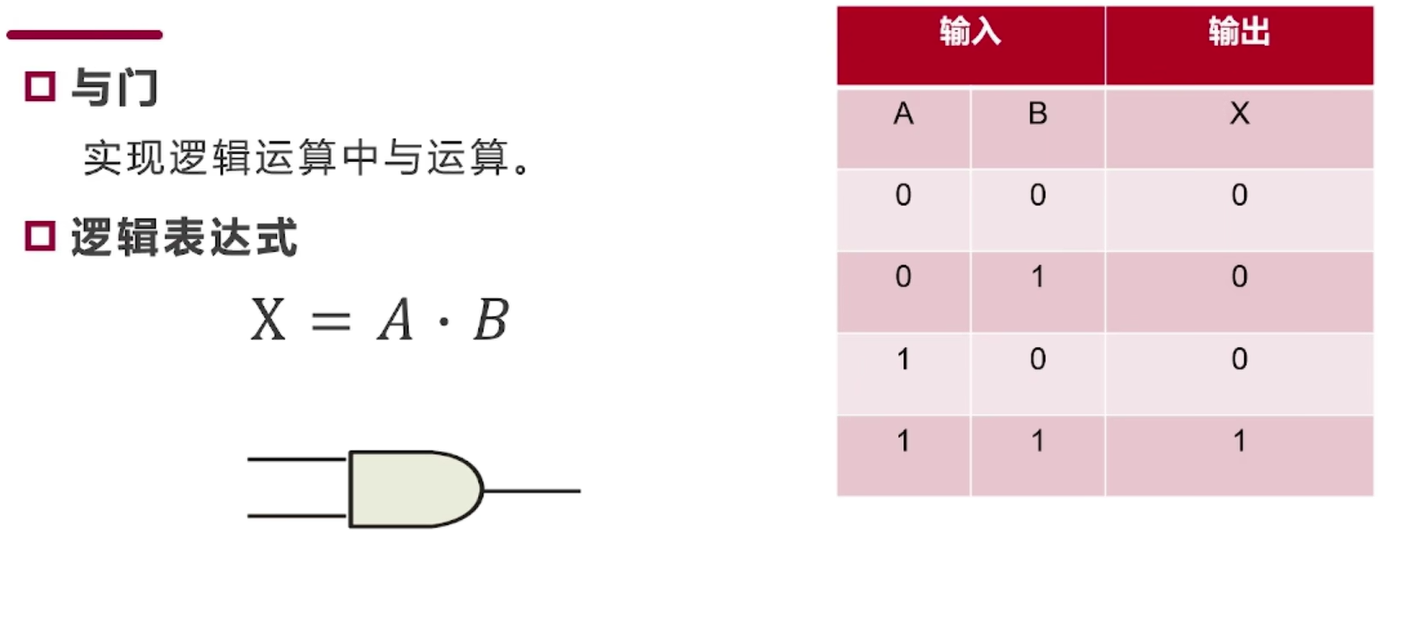 与门
实现逻辑运算中与运算。
逻辑表达式
X = A · B
输入 输出
A B X
0 0 0
0 1 0
1 0 0
1 1 1